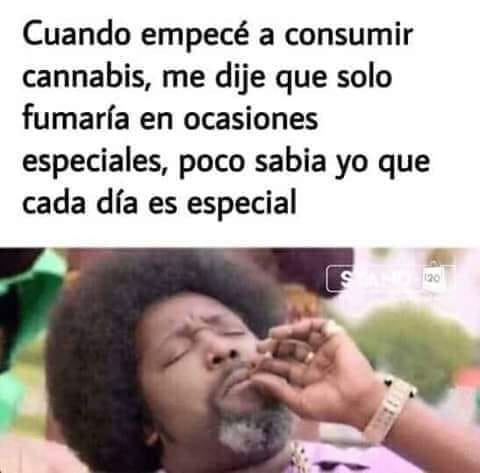 Cuando empecé a consumir
cannabis, me dije que solo
fumaría en ocasiones
especiales, poco sabia yo que
cada día es especial
120